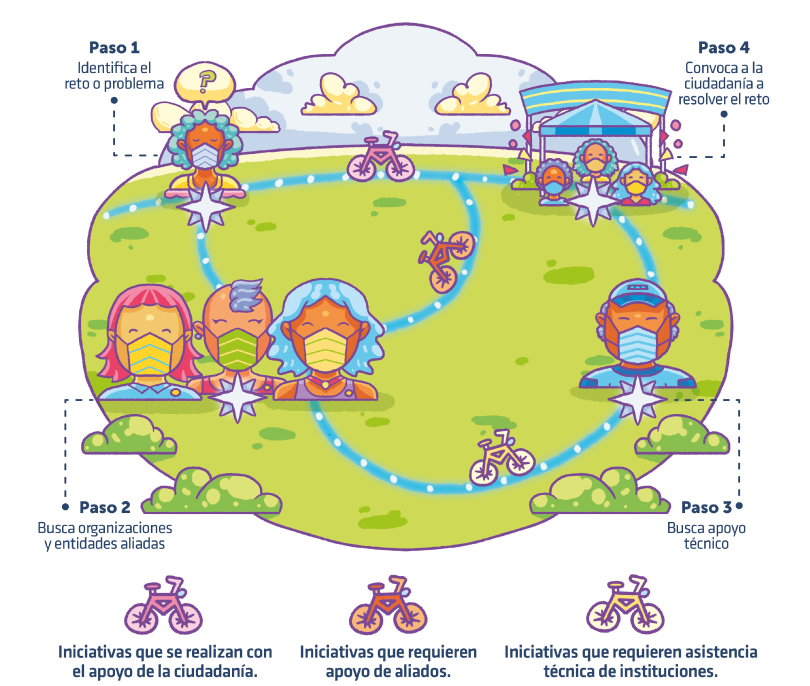 Paso 1
Identifica el
reto o problema
?
Paso 4
Convoca a la
ciudadanía a
resolver el reto
Paso 2
Busca organizaciones
y entidades aliadas
Paso 3
Busca apoyo
técnico
Iniciativas que se realizan con
el apoyo de la ciudadanía.
Iniciativas que requieren
apoyo de aliados.
Iniciativas que requieren asistencia
técnica de instituciones.